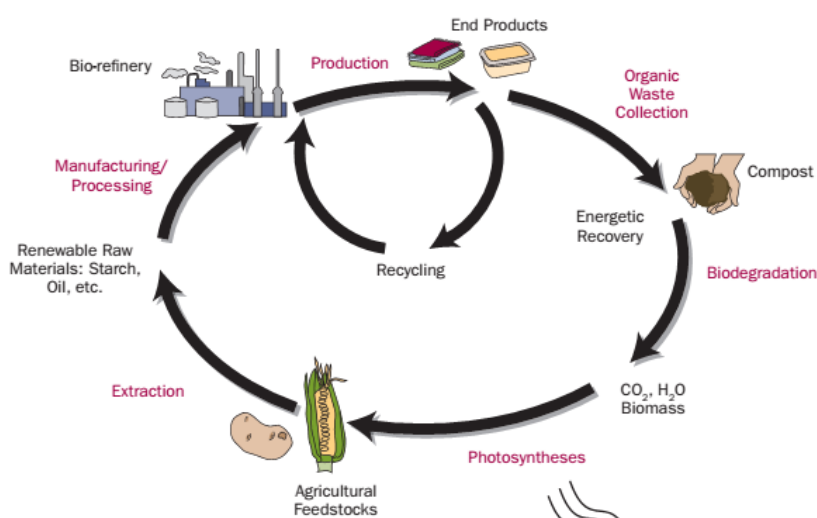 End Products
Bio-refinery
Production
Organic
Waste
Collection
Manufacturing/
Processing
Compost
Energetic
Recovery
Renewable Raw
Materials: Starch,
Oil, etc.
Recycling
Biodegradation
Extraction
CO₂, H₂O
Biomass
Photosyntheses
Agricultural
Feedstocks